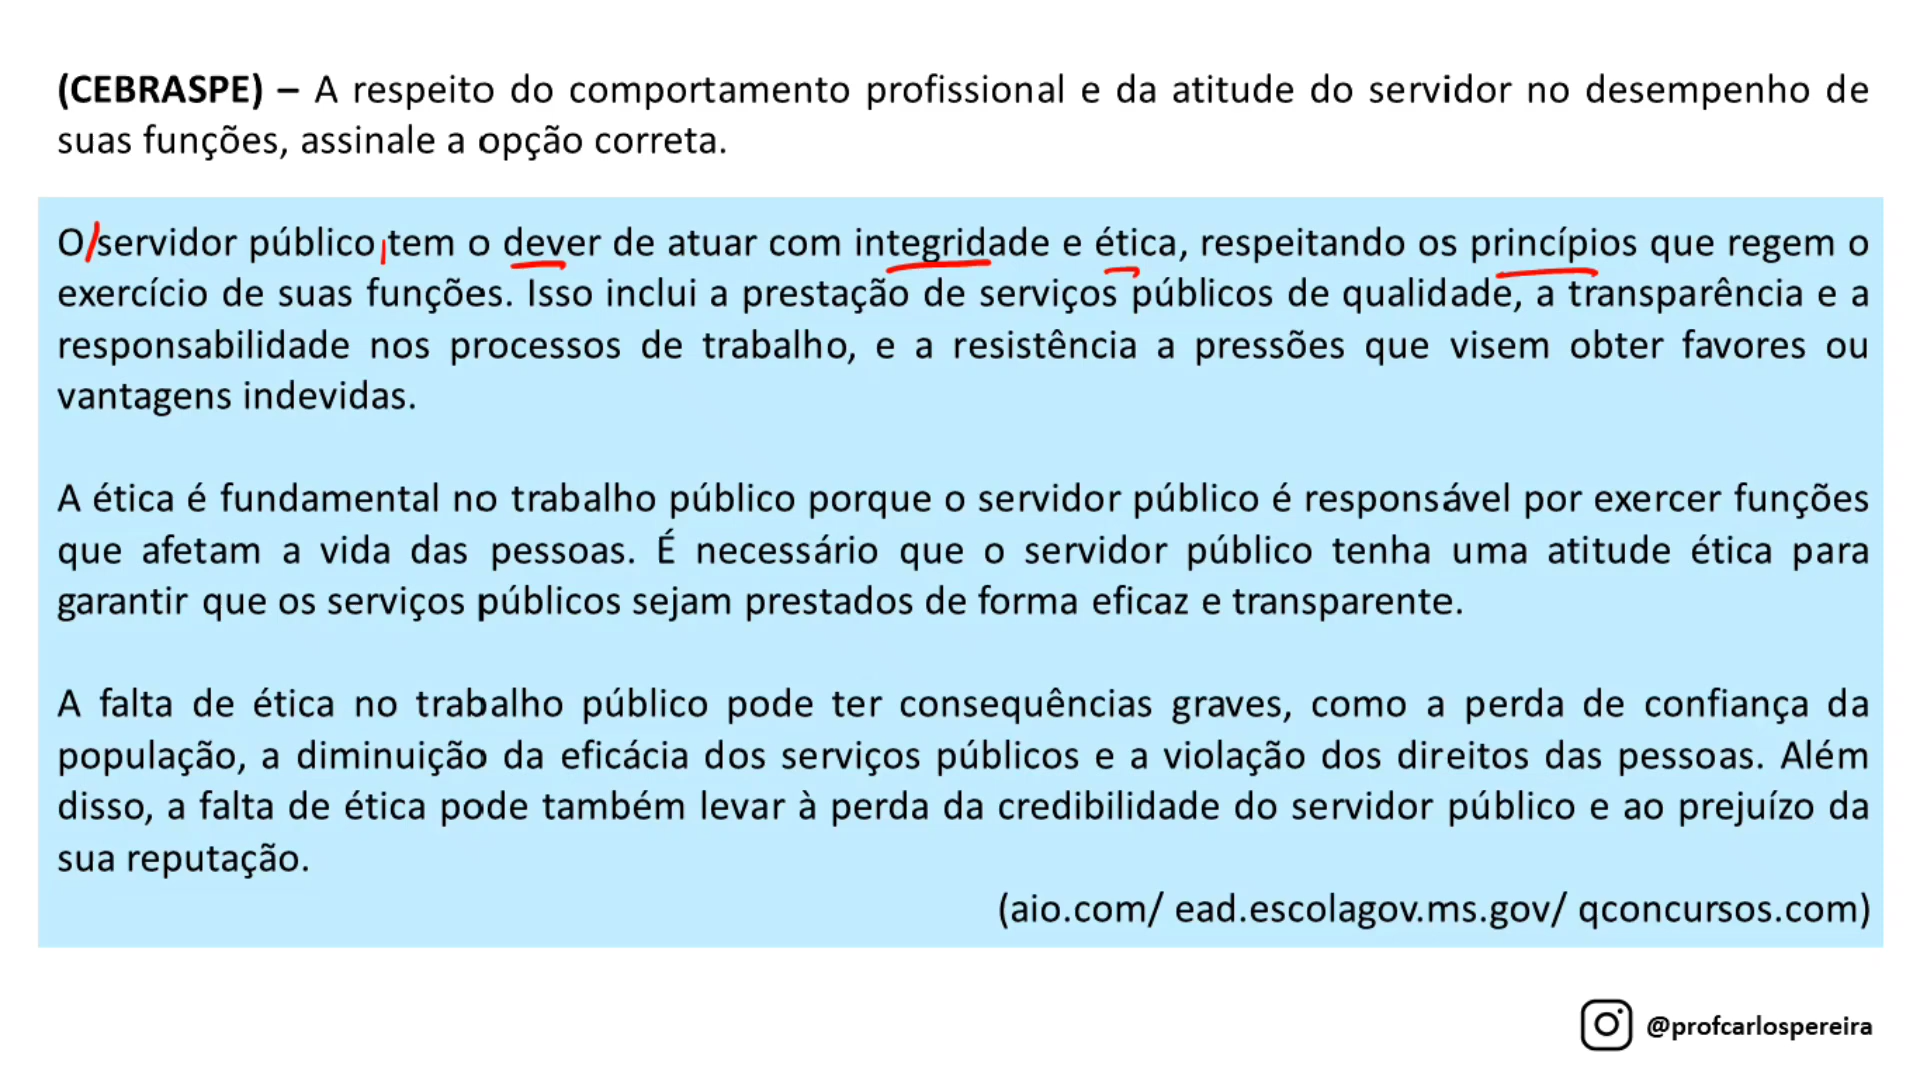 (CEBRASPE) – A respeito do comportamento profissional e da atitude do servidor no desempenho de
suas funções, assinale a opção correta.
O servidor público tem o dever de atuar com integridade e ética, respeitando os princípios que regem o
exercício de suas funções. Isso inclui a prestação de serviços públicos de qualidade, a transparência e a
responsabilidade nos processos de trabalho, e a resistência a pressões que visem obter favores ou
vantagens indevidas.
A ética é fundamental no trabalho público porque o servidor público é responsável por exercer funções
que afetam a vida das pessoas. É necessário que o servidor público tenha uma atitude ética para
garantir que os serviços públicos sejam prestados de forma eficaz e transparente.
A falta de ética no trabalho público pode ter consequências graves, como a perda de confiança da
população, a diminuição da eficácia dos serviços públicos e a violação dos direitos das pessoas. Além
disso, a falta de ética pode também levar à perda da credibilidade do servidor público e ao prejuízo da
sua reputação.
(aio.com/ ead.escolagov.ms.gov/ qconcursos.com)
@profcarlospereira